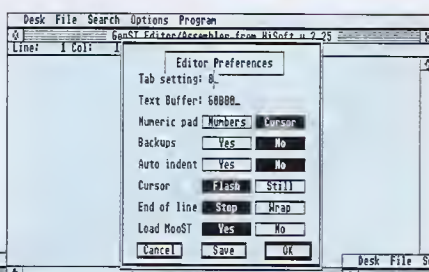 Desk File Search Options Program
GenST Editor/Assembler from HiSoft v 2.25
Line: 1 Col: 1
Editor Preferences
Tab setting: 8_
Text Buffer: 60000_
Numeric pad Numbers Cursor
Backups Yes No
Auto indent Yes No
Cursor Flash Still
End of line Stop Wrap
Load MonST Yes No
Cancel Save OK
Desk File S